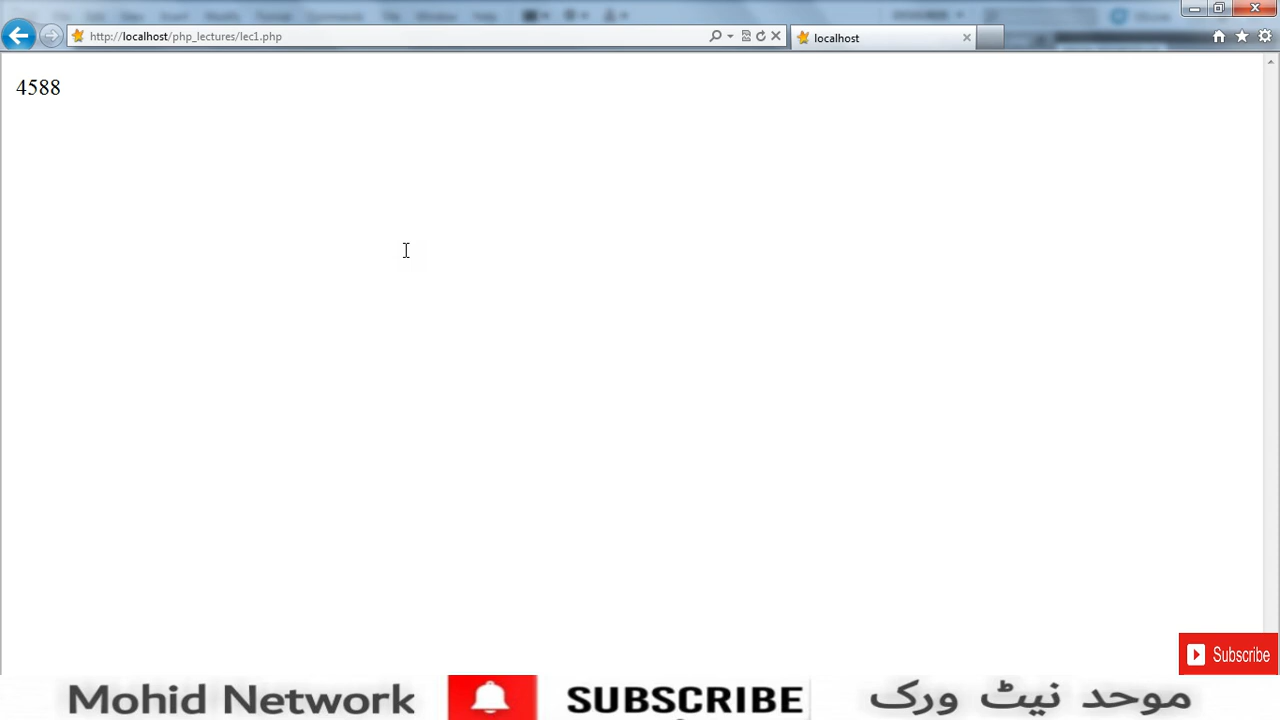 http://localhost/php_lectures/lec1.php
localhost
4588
Subscribe
Mohid Network
SUBSCRIBE
موحد نیٹ ورک